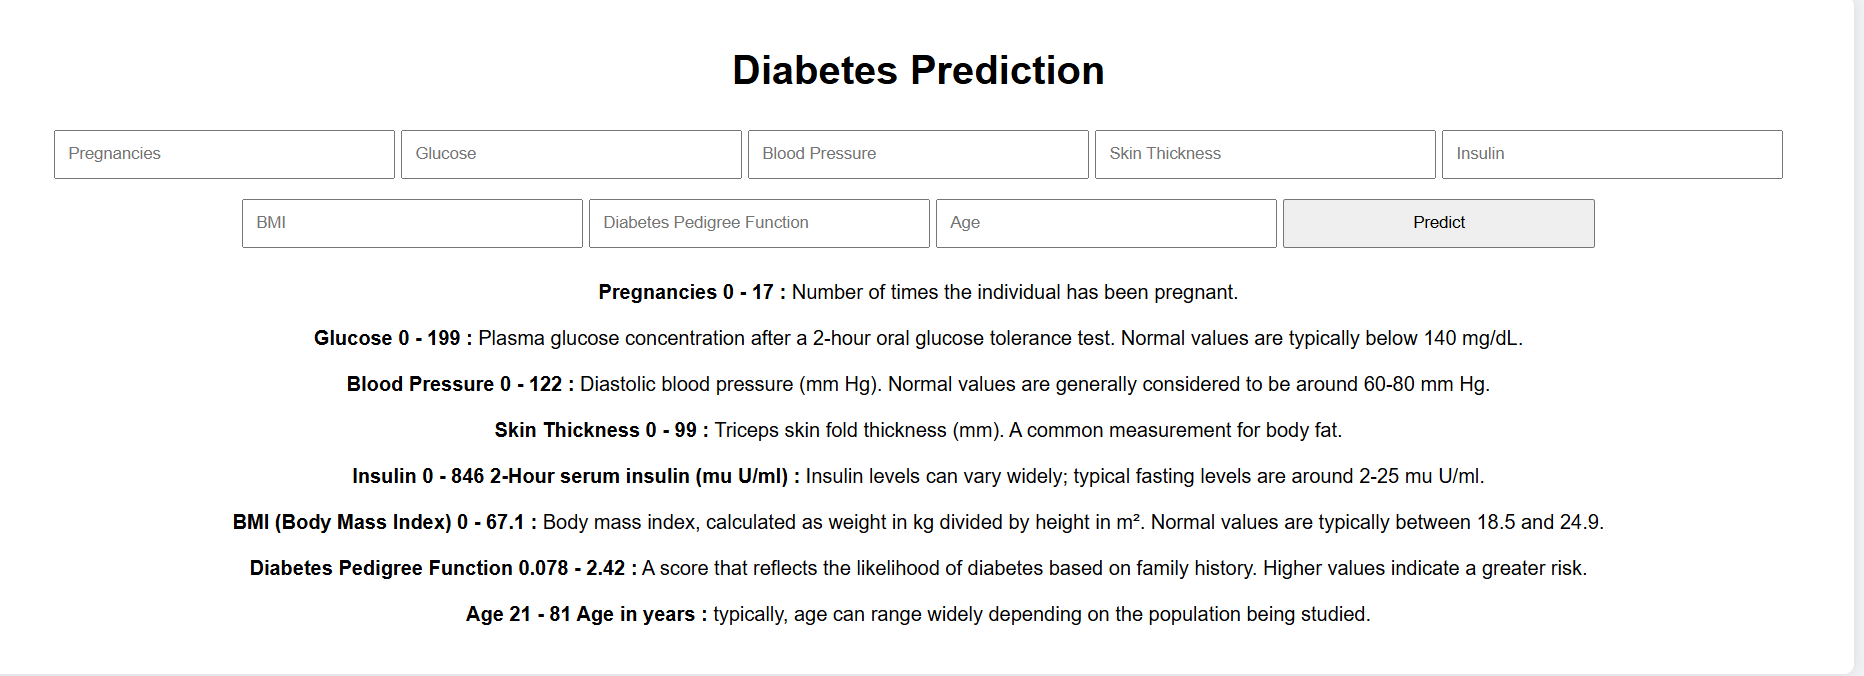 Diabetes Prediction
Pregnancies Glucose Blood Pressure Skin Thickness Insulin
BMI Diabetes Pedigree Function Age Predict
Pregnancies 0 - 17 : Number of times the individual has been pregnant.
Glucose 0 - 199 : Plasma glucose concentration after a 2-hour oral glucose tolerance test. Normal values are typically below 140 mg/dL.
Blood Pressure 0 - 122 : Diastolic blood pressure (mm Hg). Normal values are generally considered to be around 60-80 mm Hg.
Skin Thickness 0 - 99 : Triceps skin fold thickness (mm). A common measurement for body fat.
Insulin 0 - 846 2-Hour serum insulin (mu U/ml) : Insulin levels can vary widely; typical fasting levels are around 2-25 mu U/ml.
BMI (Body Mass Index) 0 - 67.1 : Body mass index, calculated as weight in kg divided by height in m². Normal values are typically between 18.5 and 24.9.
Diabetes Pedigree Function 0.078 - 2.42 : A score that reflects the likelihood of diabetes based on family history. Higher values indicate a greater risk.
Age 21 - 81 Age in years : typically, age can range widely depending on the population being studied.